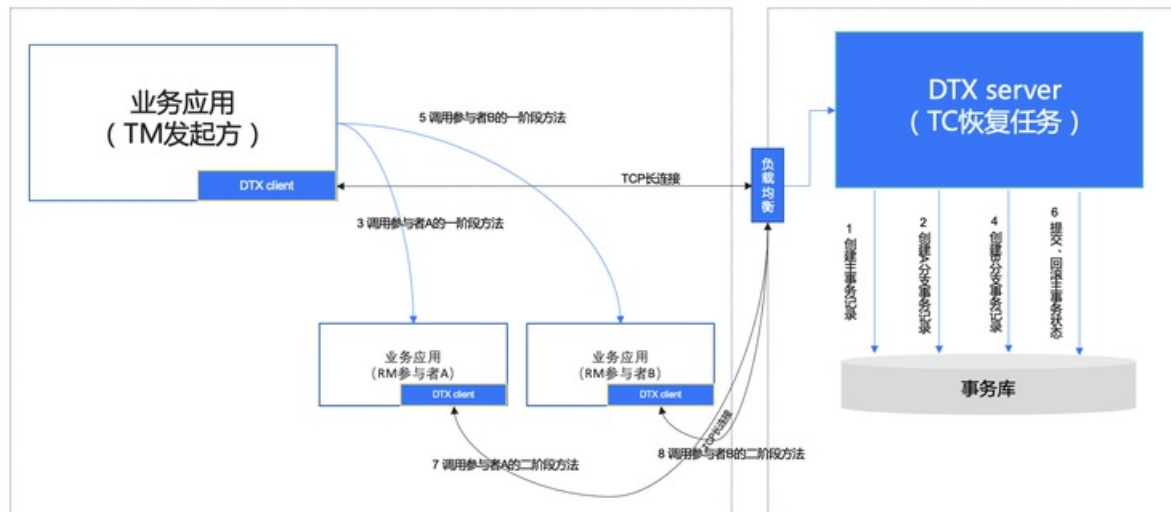 业务应用
（TM发起方）
DTX client
5 调用参与者B的一阶段方法
TCP长连接
3 调用参与者A的一阶段方法
负载均衡
DTX server
（TC恢复任务）
1 创建主事务记录
2 创建A分支事务记录
4 创建B分支事务记录
6 提交、回滚主事务状态
事务库
业务应用
（RM参与者A）
DTX client
业务应用
（RM参与者B）
DTX client
TCP长连接
7 调用参与者A的二阶段方法
8 调用参与者B的二阶段方法